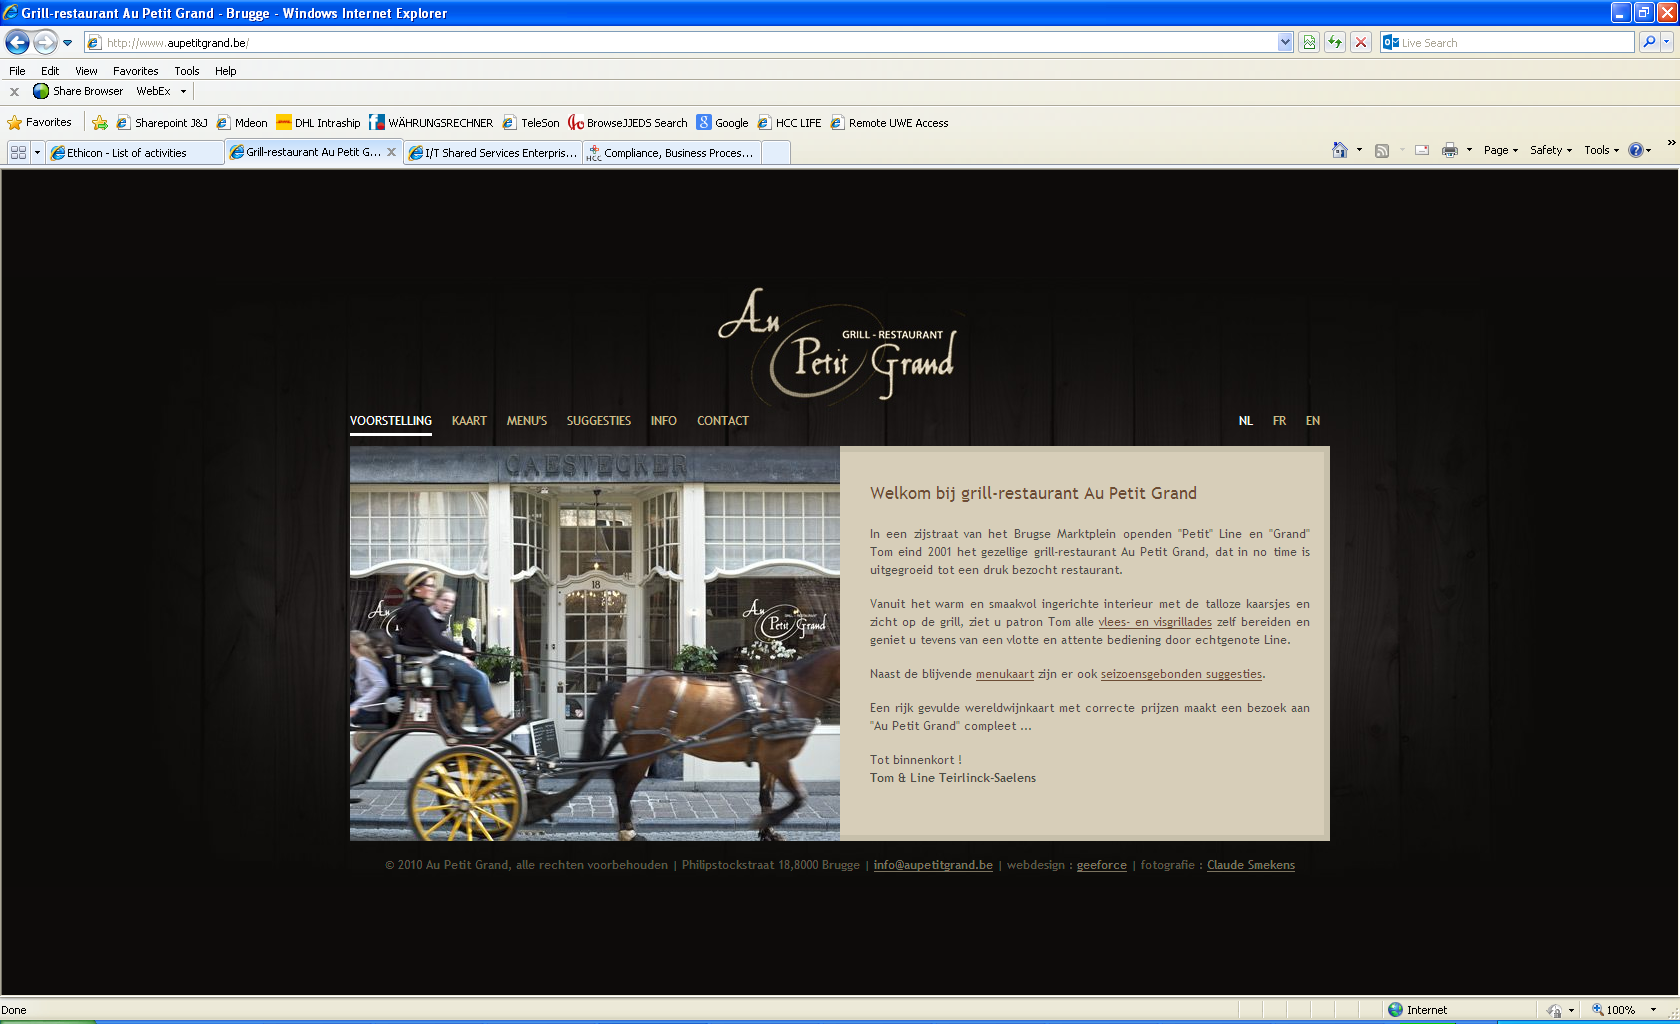 Grill-restaurant Au Petit Grand - Brugge - Windows Internet Explorer
http://www.aupetitgrand.be/
Live Search
File Edit View Favorites Tools Help
x Share Browser WebEx
Favorites Sharepoint J&J Mdeon DHL Intraship WÄHRUNGSRECHNER TeleSon BrowseJJEDS Search Google HCC LIFE Remote UWE Access
Ethicon - List of activities Grill-restaurant Au Petit G... I/T Shared Services Enterpris... HCC Compliance, Business Proces... Page Safety Tools
Au
GRILL - RESTAURANT
Petit Grand
VOORSTELLING KAART MENU'S SUGGESTIES INFO CONTACT NL FR EN
CAESTECKER
18
Au
Petit Grand
Welkom bij grill-restaurant Au Petit Grand
In een zijstraat van het Brugse Marktplein openden "Petit" Line en "Grand"
Tom eind 2001 het gezellige grill-restaurant Au Petit Grand, dat in no time is
uitgegroeid tot een druk bezocht restaurant.
Vanuit het warm en smaakvol ingerichte interieur met de talloze kaarsjes en
zicht op de grill, ziet u patron Tom alle vlees- en visgrillades zelf bereiden en
geniet u tevens van een vlotte en attente bediening door echtgenote Line.
Naast de blijvende menukaart zijn er ook seizoensgebonden suggesties.
Een rijk gevulde wereldwijnkaart met correcte prijzen maakt een bezoek aan
"Au Petit Grand" compleet ...
Tot binnenkort !
Tom & Line Teirlinck-Saelens
© 2010 Au Petit Grand, alle rechten voorbehouden | Philipstockstraat 18,8000 Brugge | info@aupetitgrand.be | webdesign : geeforce | fotografie : Claude Smekens
Done Internet 100%